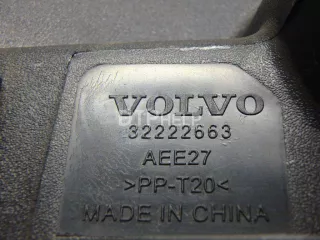 VOLVO
32222663
AEE27
>PP-T20<
MADE IN CHINA